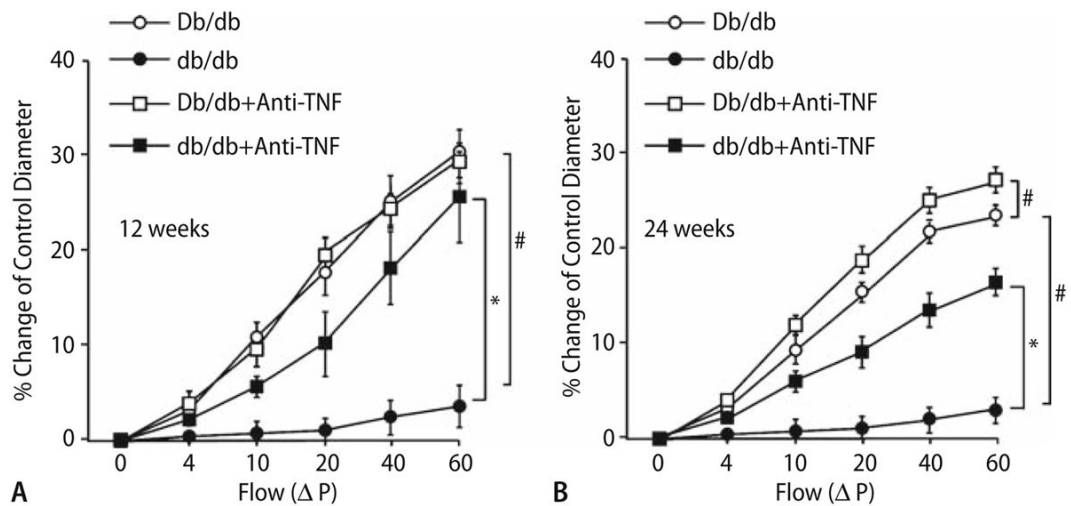 Db/db
db/db
Db/db+Anti-TNF
db/db+Anti-TNF
40
30
20
10
0
% Change of Control Diameter
12 weeks
*
#
0 4 10 20 40 60
Flow (Δ P)
A
Db/db
db/db
Db/db+Anti-TNF
db/db+Anti-TNF
40
30
20
10
0
% Change of Control Diameter
24 weeks
#
*
#
0 4 10 20 40 60
Flow (Δ P)
B